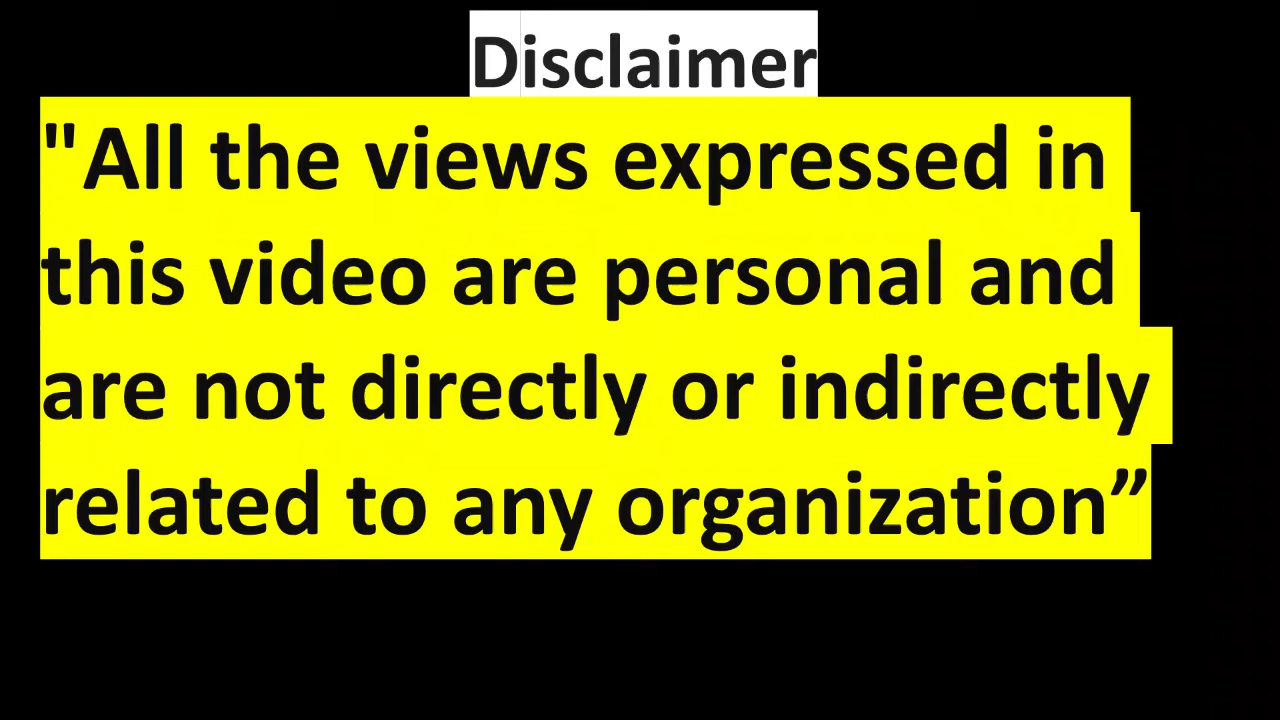 Disclaimer
"All the views expressed in
this video are personal and
are not directly or indirectly
related to any organization”